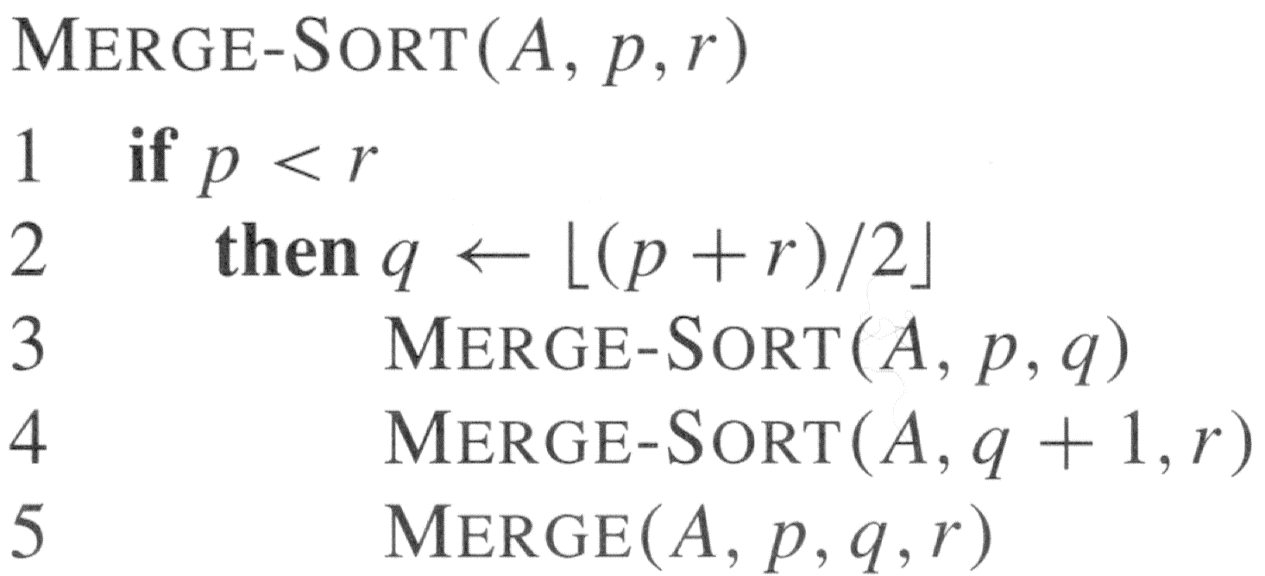 MERGE-SORT(A, p, r)
1 if p < r
2 then q ← ⌊(p + r)/2⌋
3 MERGE-SORT(A, p, q)
4 MERGE-SORT(A, q + 1, r)
5 MERGE(A, p, q, r)